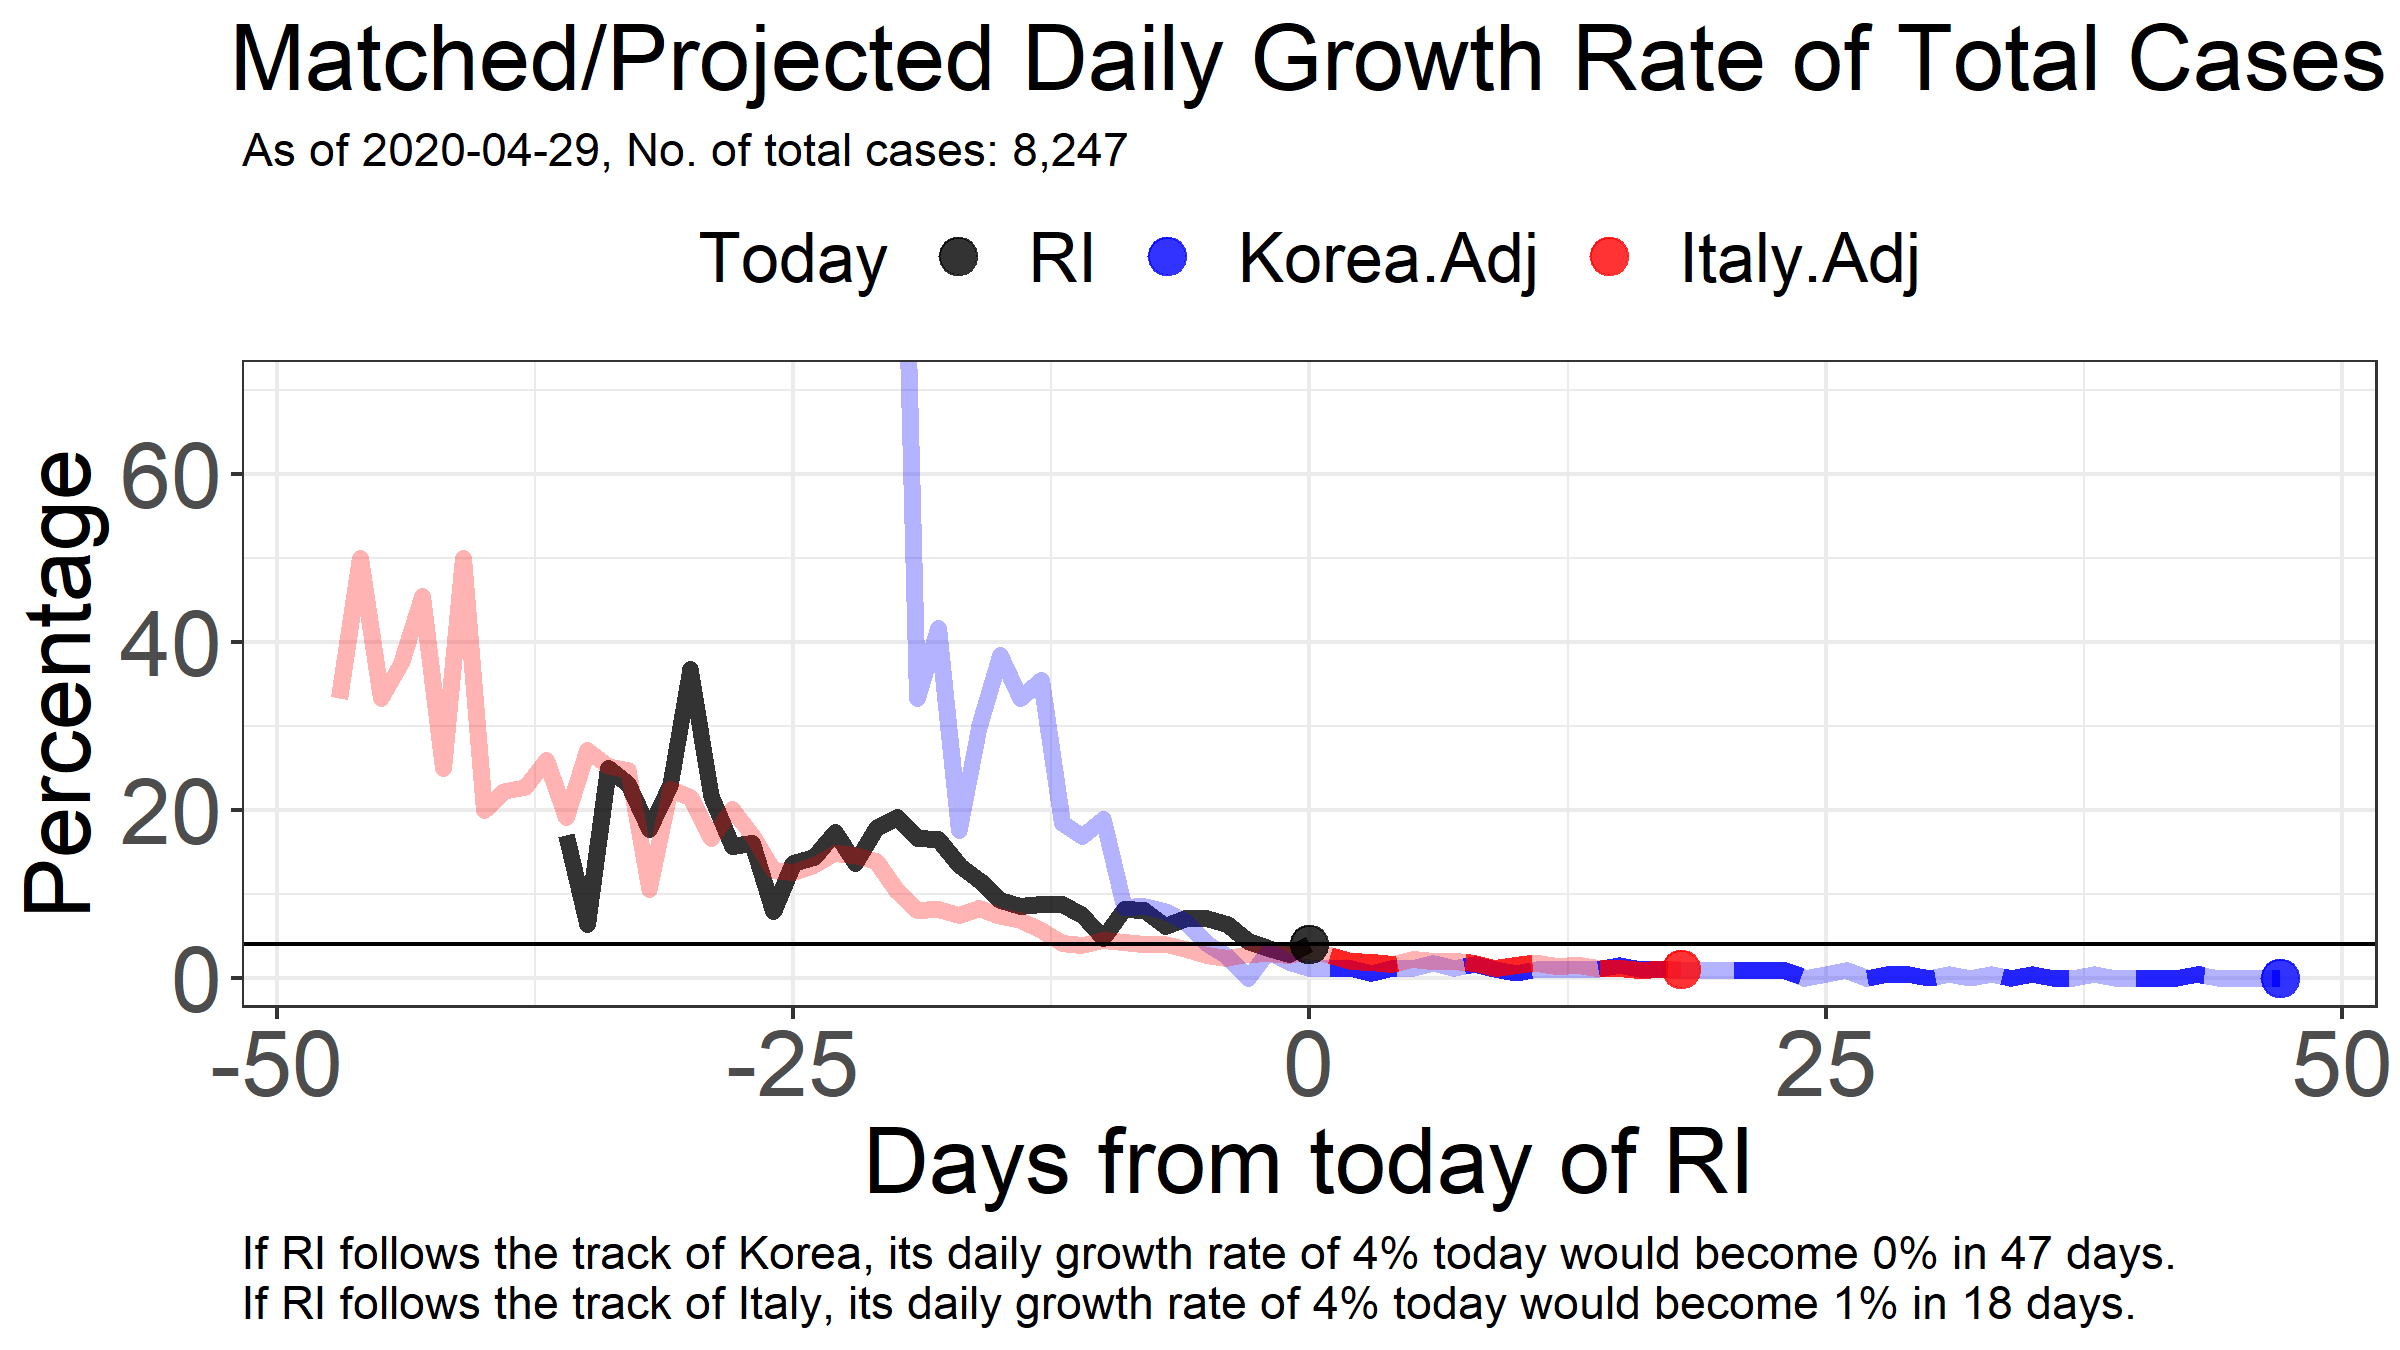 Matched/Projected Daily Growth Rate of Total Cases
As of 2020-04-29, No. of total cases: 8,247
Today RI Korea.Adj Italy.Adj
Percentage
60
40
20
0
-50 -25 0 25 50
Days from today of RI
If RI follows the track of Korea, its daily growth rate of 4% today would become 0% in 47 days.
If RI follows the track of Italy, its daily growth rate of 4% today would become 1% in 18 days.